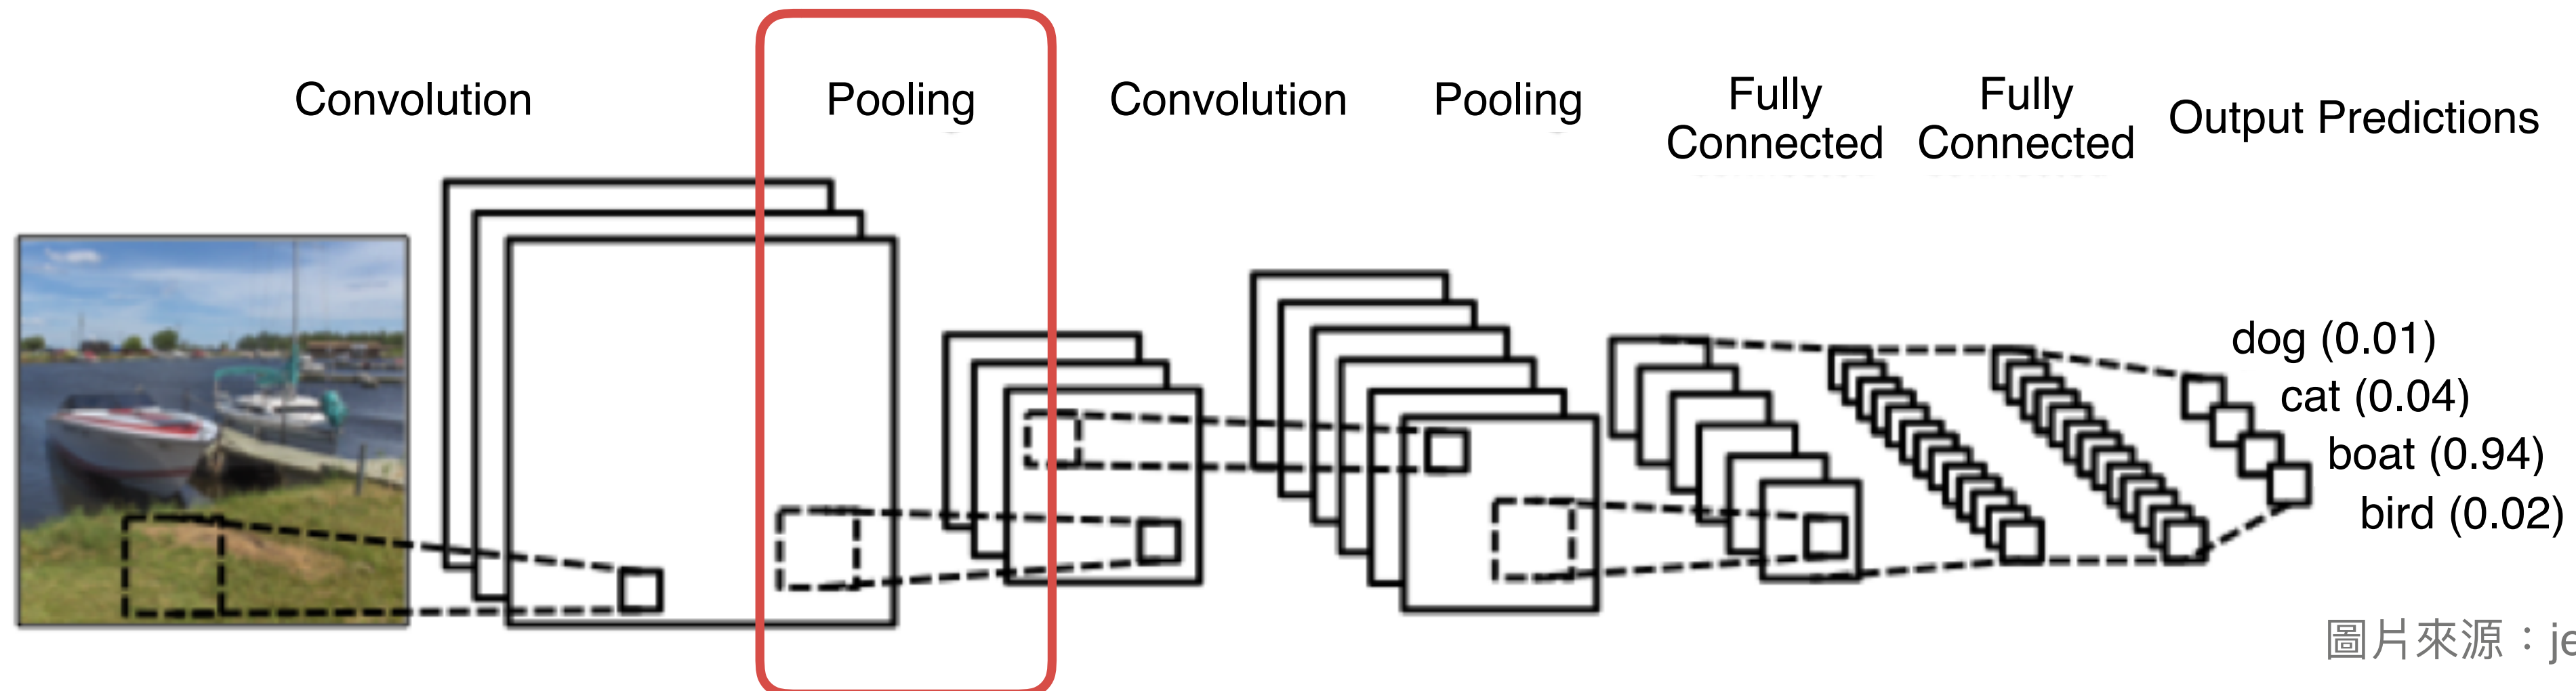 Convolution
Pooling
Convolution
Pooling
Fully
Connected
Fully
Connected
Output Predictions
dog (0.01)
cat (0.04)
boat (0.94)
bird (0.02)
圖片來源：je